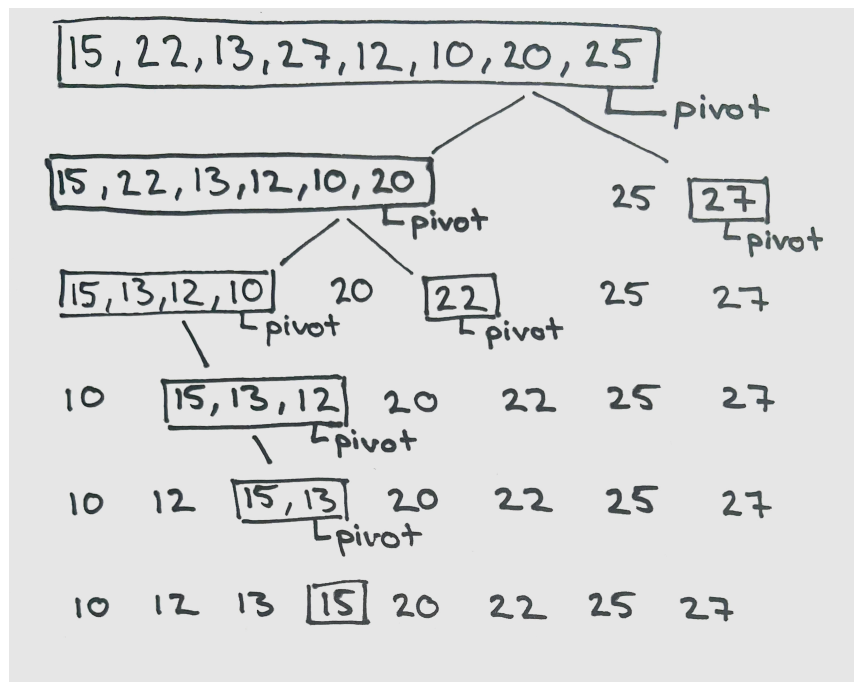 15, 22, 13, 27, 12, 10, 20, 25
pivot
15, 22, 13, 12, 10, 20 25 27
pivot pivot
15, 13, 12, 10 20 22 25 27
pivot pivot
10 15, 13, 12 20 22 25 27
pivot
10 12 15, 13 20 22 25 27
pivot
10 12 13 15 20 22 25 27